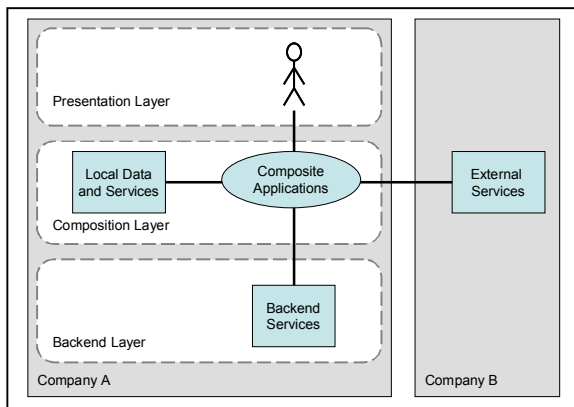 Presentation Layer
Local Data
and Services
Composite
Applications
External
Services
Composition Layer
Backend
Services
Backend Layer
Company A
Company B